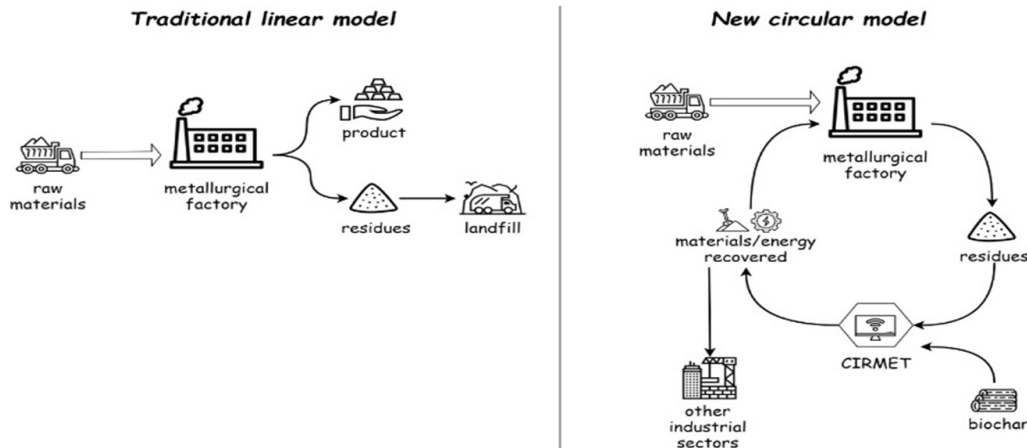 Traditional linear model
product
raw
materials
metallurgical
factory
residues
landfill
New circular model
raw
materials
metallurgical
factory
materials/energy
recovered
residues
CIRMET
other
industrial
sectors
biochar